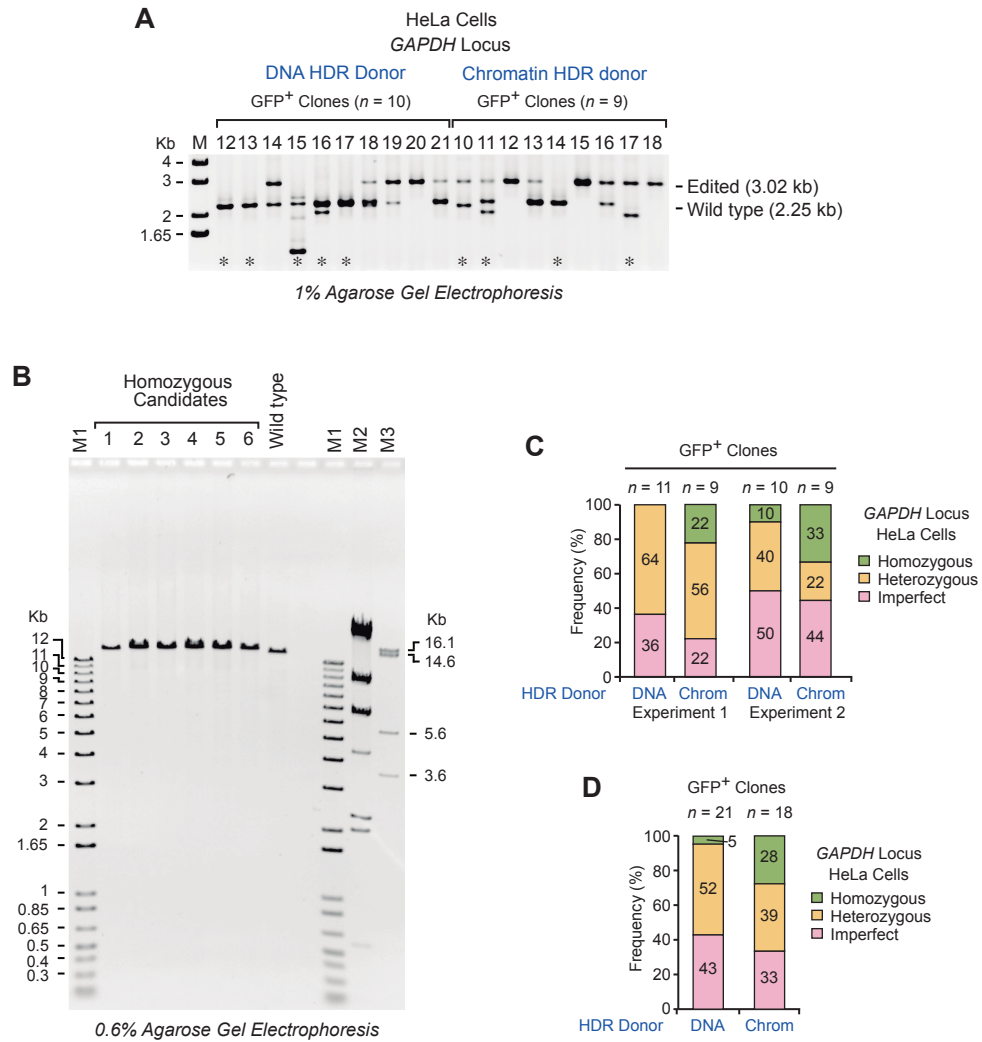 A
HeLa Cells
GAPDH Locus
DNA HDR Donor
Chromatin HDR donor
GFP+ Clones (n = 10)
GFP+ Clones (n = 9)
Kb M 12 13 14 15 16 17 18 19 20 21 10 11 12 13 14 15 16 17 18
4
3
2
1.65
Edited (3.02 kb)
Wild type (2.25 kb)
* * * * * * * * *
1% Agarose Gel Electrophoresis
B
Homozygous
Candidates
M1 1 2 3 4 5 6 Wild type M1 M2 M3
Kb
12
11
10
9
8
7
6
5
4
3
2
1.65
1
0.85
0.65
0.5
0.4
0.3
Kb
16.1
14.6
5.6
3.6
0.6% Agarose Gel Electrophoresis
C
GFP+ Clones
n = 11 n = 9 n = 10 n = 9
Frequency (%)
100
80
60
40
20
0
64
36
22
56
22
10
40
50
33
22
44
GAPDH Locus
HeLa Cells
Homozygous
Heterozygous
Imperfect
HDR Donor DNA Chrom DNA Chrom
Experiment 1 Experiment 2
D
GFP+ Clones
n = 21 n = 18
Frequency (%)
100
80
60
40
20
0
5
52
43
28
39
33
GAPDH Locus
HeLa Cells
Homozygous
Heterozygous
Imperfect
HDR Donor DNA Chrom